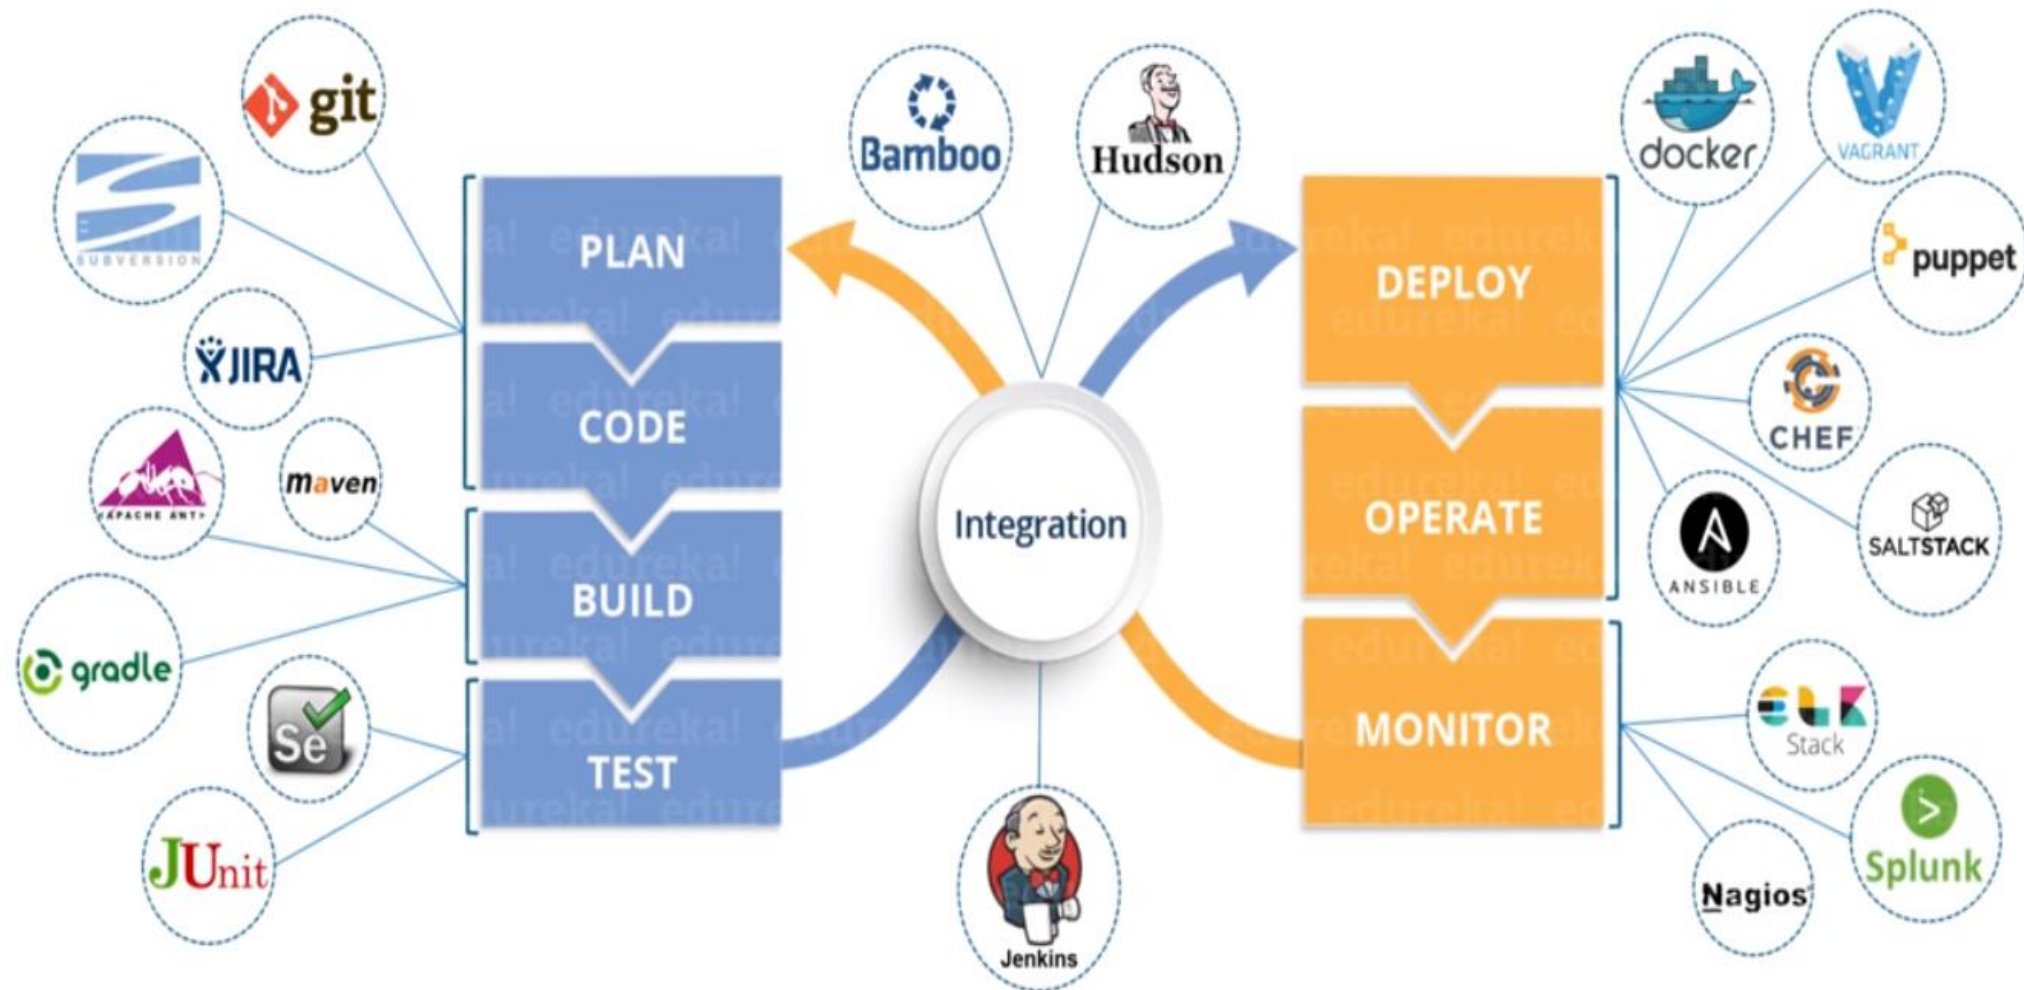 git
SUBVERSION
JIRA
<APACHE ANT>
maven
gradle
Se
JUnit
PLAN
CODE
BUILD
TEST
Bamboo
Hudson
Integration
Jenkins
DEPLOY
OPERATE
MONITOR
docker
VAGRANT
puppet
CHEF
SALTSTACK
ANSIBLE
ELK
Stack
Splunk
Nagios
edureka!